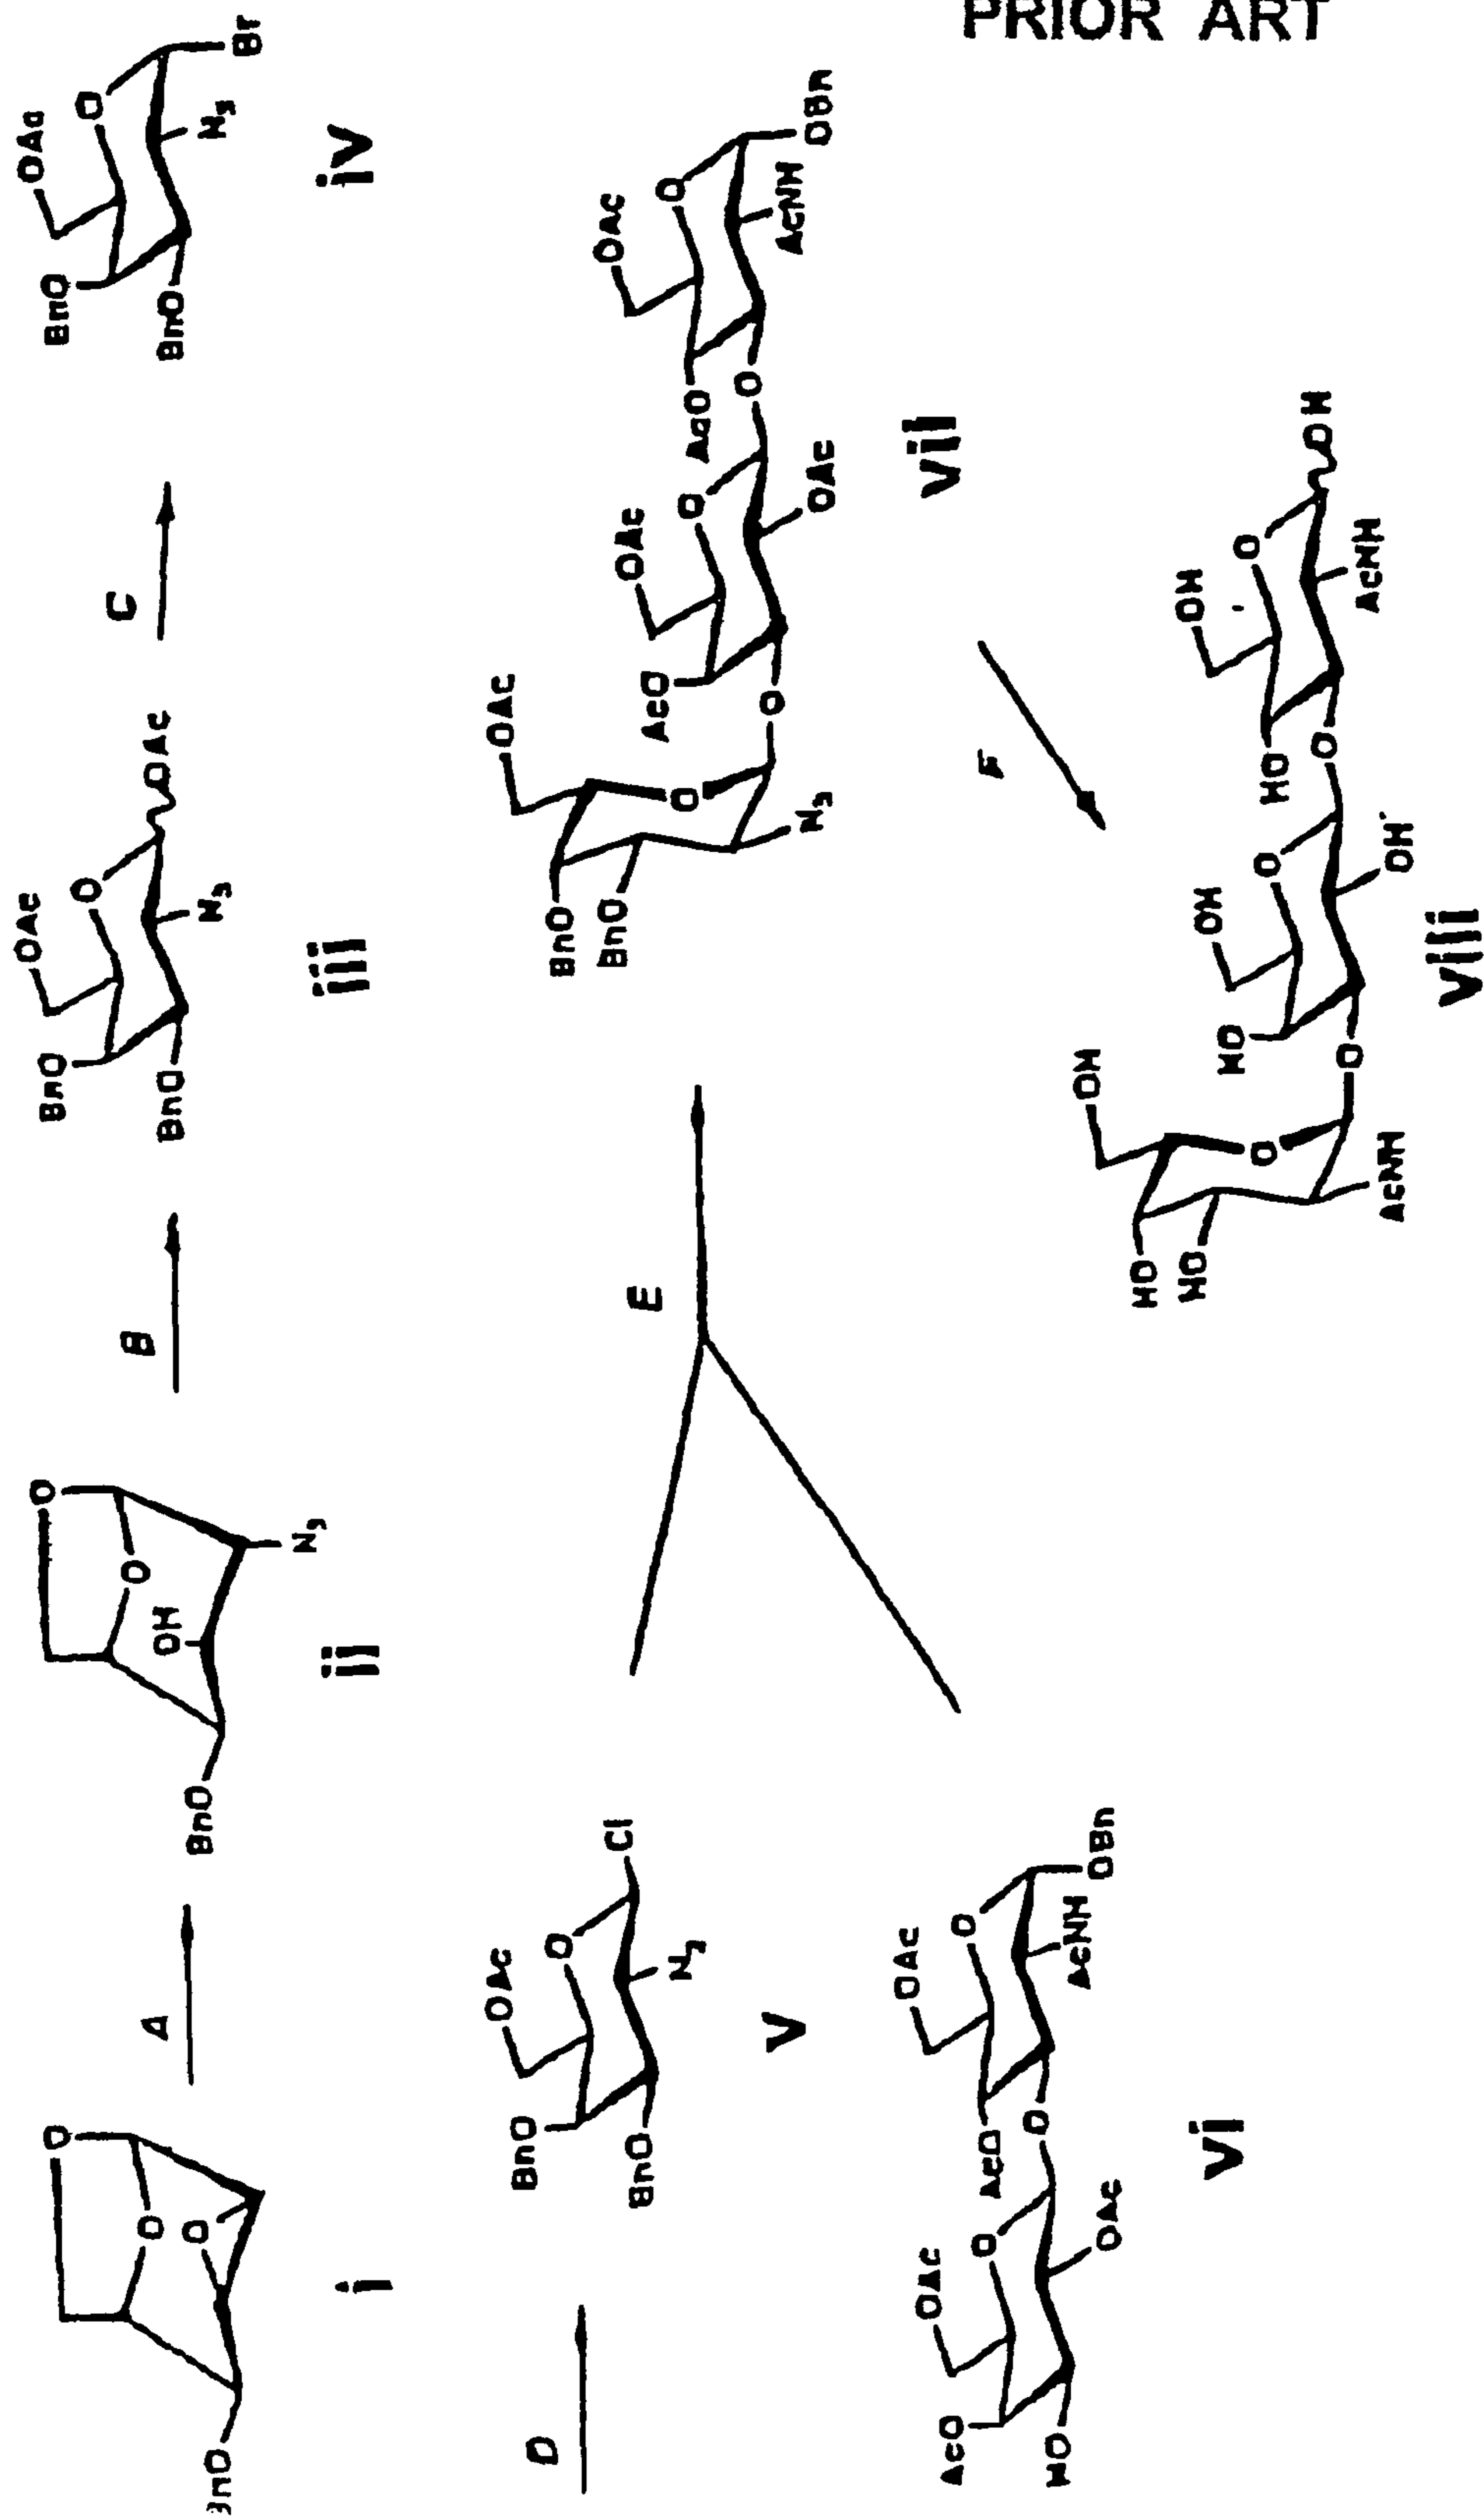 PRIOR ART
O
O
O
BnO
i
A
O
O
OH
BnO
N3
ii
B
OAc
BnO
O
BnO
N3
OAc
iii
C
OAc
BnO
O
BnO
N3
Br
iv
D
OAc
BnO
O
BnO
N3
Cl
v
OAc
AcO
O
HO
OAc
O
OAc
AcO
O
AcNH
OBn
vi
E
OAc
BnO
BnO
O
N3
O
OAc
AcO
O
OAc
O
OAc
AcO
O
AcNH
OBn
vii
F
OH
HO
HO
O
AcNH
O
OH
HO
O
OH
O
OH
HO
O
AcNH
OH
viii